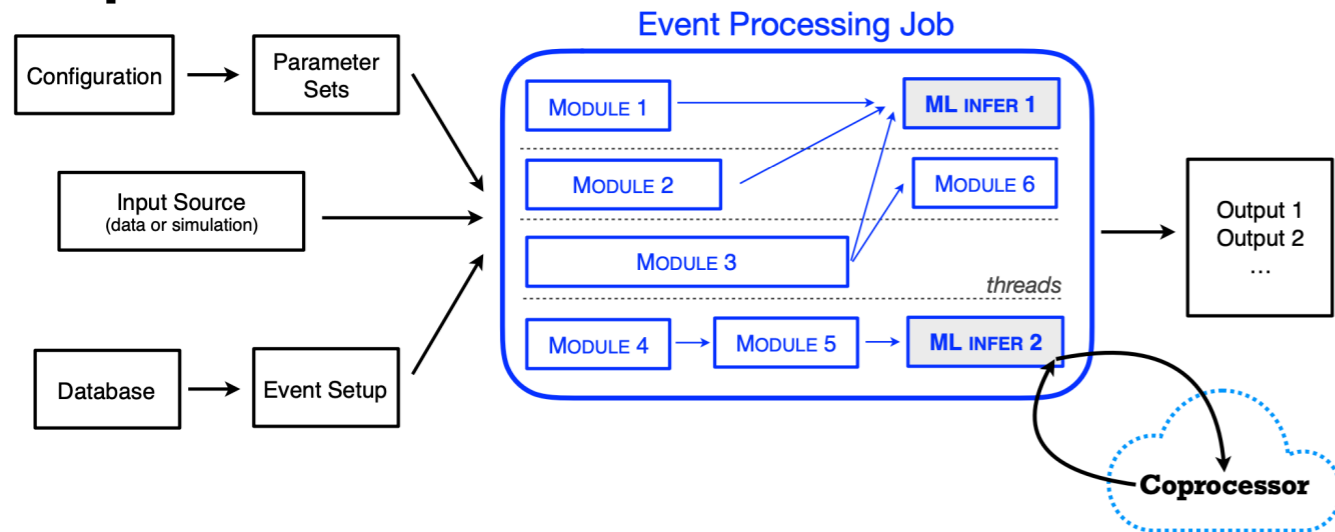 Event Processing Job
Configuration
Parameter
Sets
Input Source
(data or simulation)
Database
Event Setup
MODULE 1
ML INFER 1
MODULE 2
MODULE 6
MODULE 3
threads
MODULE 4
MODULE 5
ML INFER 2
Output 1
Output 2
...
Coprocessor